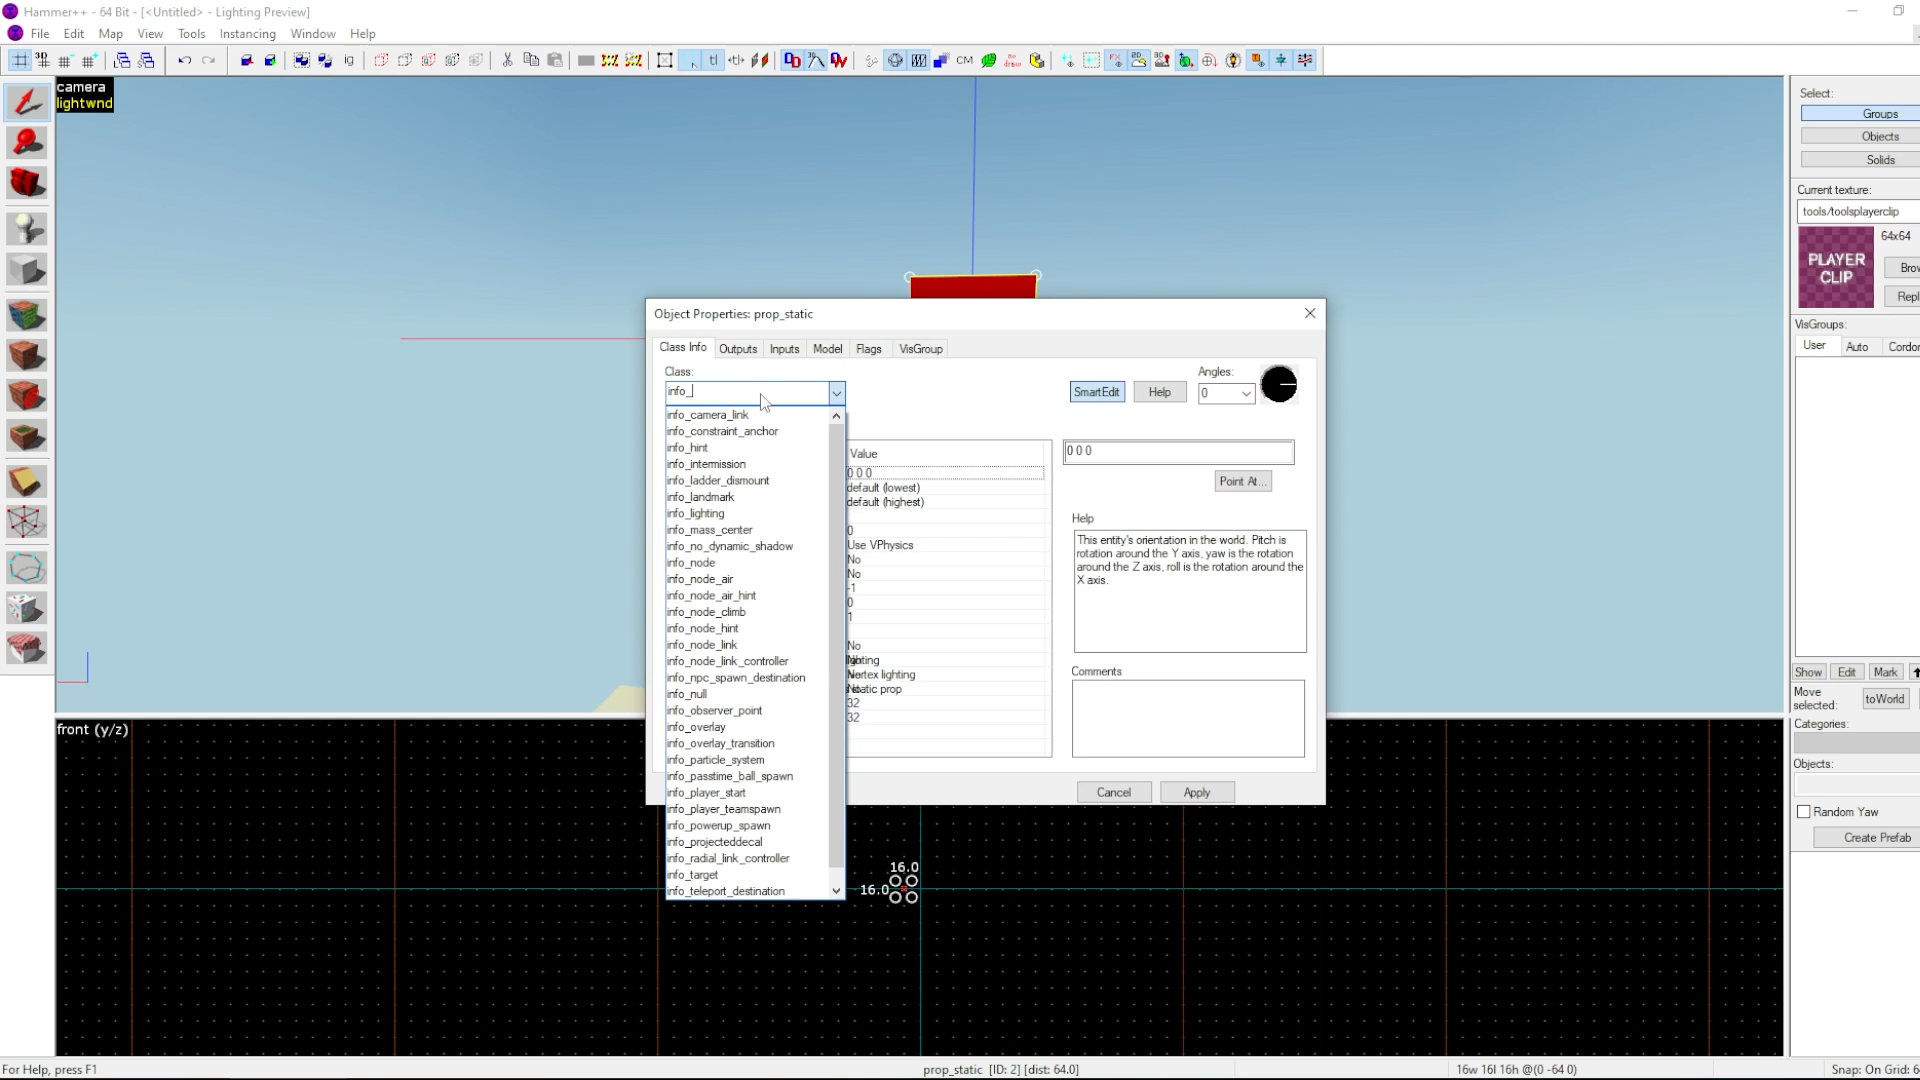 Hammer++ - 64 Bit - [<Untitled> - Lighting Preview]
File Edit Map View Tools Instancing Window Help
camera
lightwnd
Select:
Groups
Objects
Solids
Current texture:
tools/toolsplayerclip
64x64
PLAYER
CLIP
Brow
Repl
VisGroups:
User Auto Cordon
Show Edit Mark
Move
selected:
toWorld
Categories:
Objects:
Random Yaw
Create Prefab
Object Properties: prop_static
Class Info Outputs Inputs Model Flags VisGroup
Class:
info_
SmartEdit Help
Angles:
0
info_camera_link
info_constraint_anchor
info_hint
info_intermission
info_ladder_dismount
info_landmark
info_lighting
info_mass_center
info_no_dynamic_shadow
info_node
info_node_air
info_node_air_hint
info_node_climb
info_node_hint
info_node_link
info_node_link_controller
info_npc_spawn_destination
info_null
info_observer_point
info_overlay
info_overlay_transition
info_particle_system
info_passtime_ball_spawn
info_player_start
info_player_teamspawn
info_powerup_spawn
info_projecteddecal
info_radial_link_controller
info_target
info_teleport_destination
Value
0 0 0
default (lowest)
default (highest)
0
Use VPhysics
No
No
-1
0
1
No
32
32
0 0 0
Point At...
Help
This entity's orientation in the world. Pitch is
rotation around the Y axis, yaw is the rotation
around the Z axis, roll is the rotation around the
X axis.
Comments
Cancel Apply
front (y/z)
16.0
16.0
For Help, press F1
prop_static [ID: 2] [dist: 64.0]
16w 16l 16h @(0 -64 0)
Snap: On Grid: 6